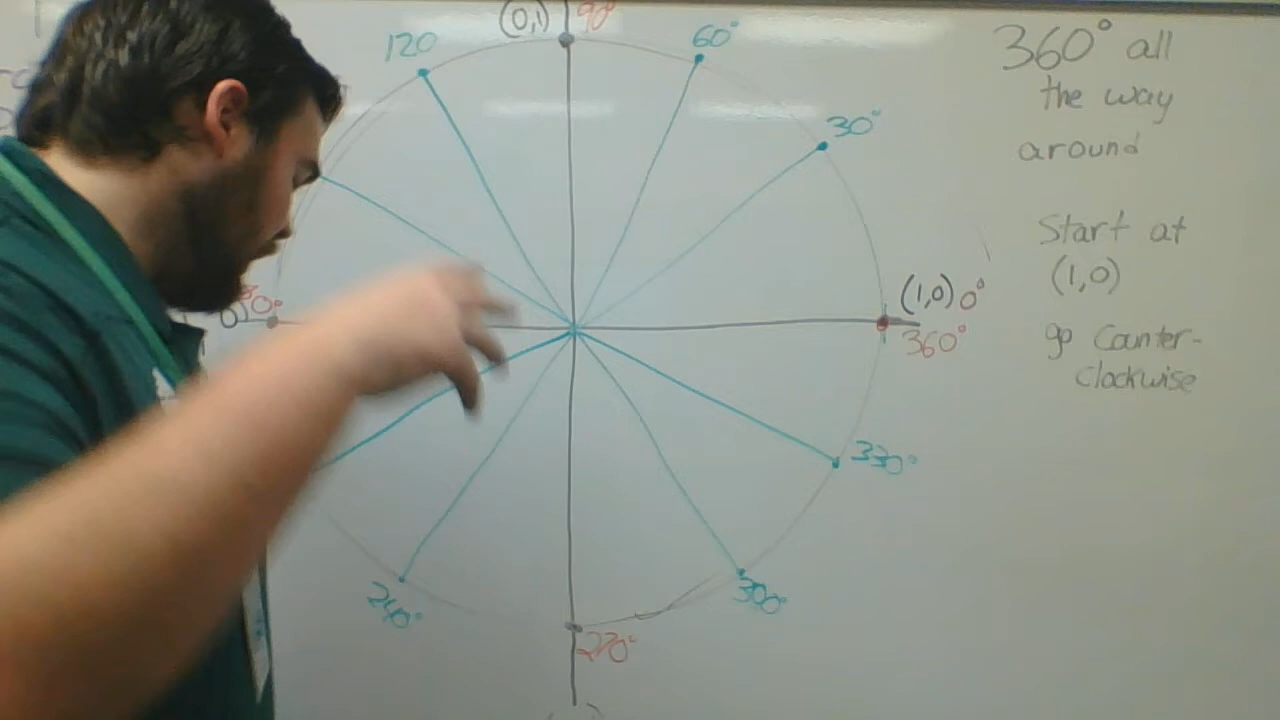 (0,1) 90°
120
60°
30°
(1,0) 0°
360°
330°
300°
270°
240°
360° all
the way
around
Start at
(1,0)
go Counter-
Clockwise